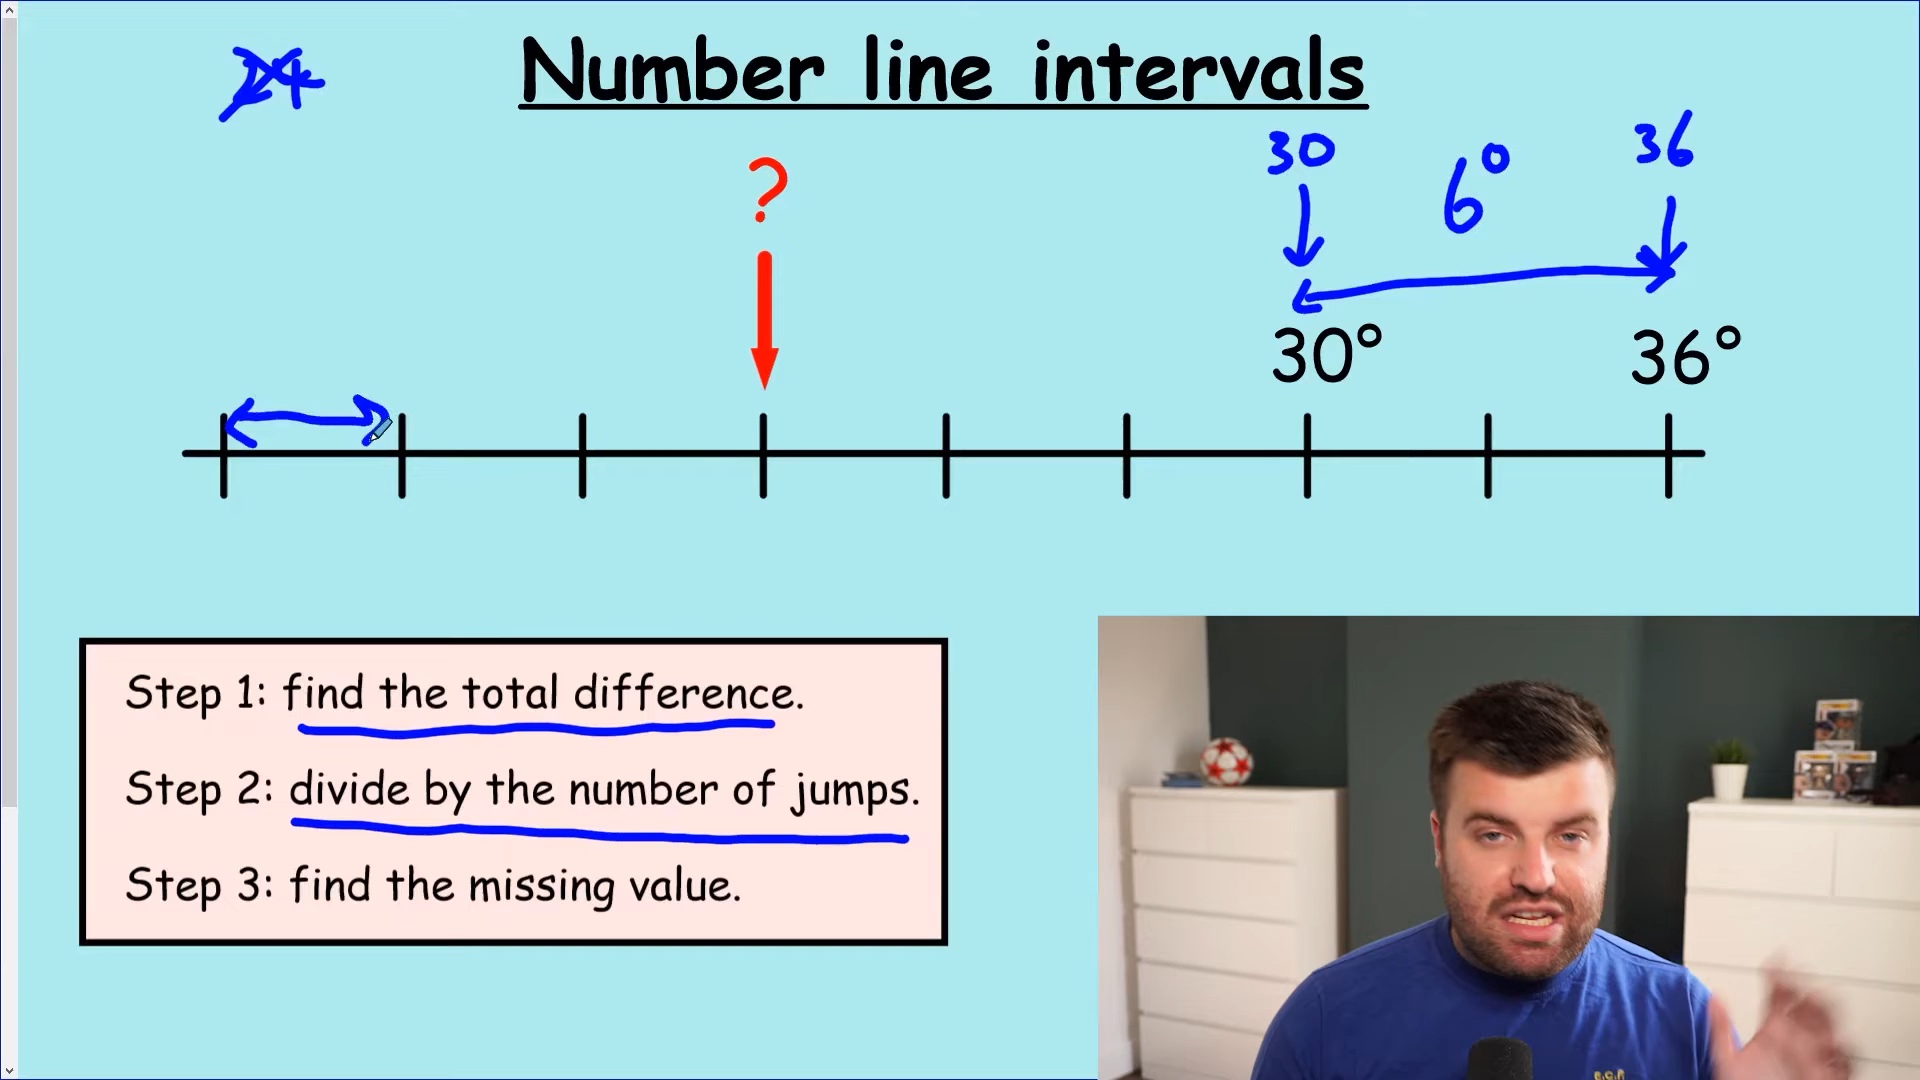 24
Number line intervals
30
6°
36
?
30°
36°
Step 1: find the total difference.
Step 2: divide by the number of jumps.
Step 3: find the missing value.